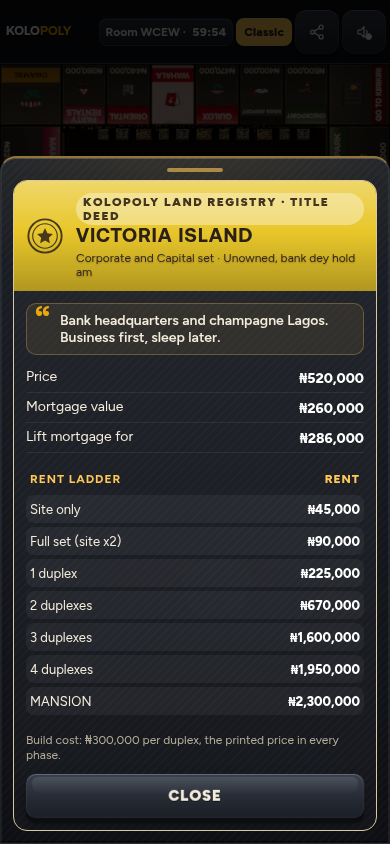 KOLOPOLY
Room WCEW · 59:54
Classic
KOLOPOLY LAND REGISTRY · TITLE
DEED
VICTORIA ISLAND
Corporate and Capital set · Unowned, bank dey hold
am
“ Bank headquarters and champagne Lagos.
Business first, sleep later.
Price ₦520,000
Mortgage value ₦260,000
Lift mortgage for ₦286,000
RENT LADDER RENT
Site only ₦45,000
Full set (site x2) ₦90,000
1 duplex ₦225,000
2 duplexes ₦670,000
3 duplexes ₦1,600,000
4 duplexes ₦1,950,000
MANSION ₦2,300,000
Build cost: ₦300,000 per duplex, the printed price in every
phase.
CLOSE